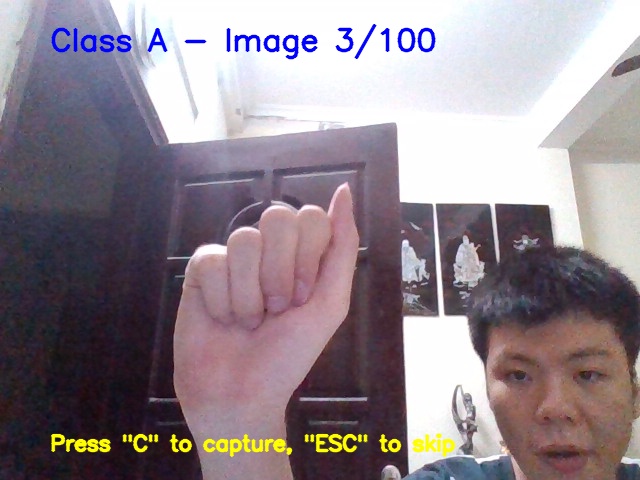 Class A - Image 3/100
Press "C" to capture, "ESC" to skip